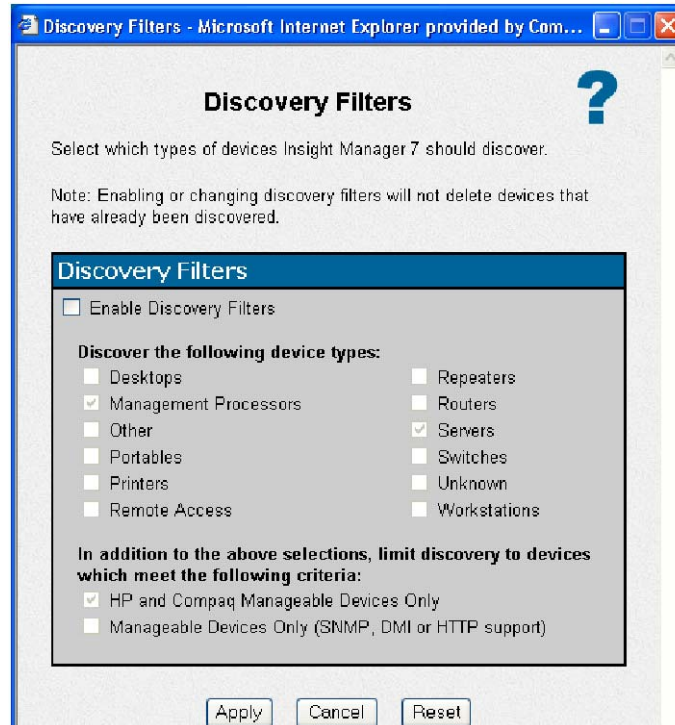 Discovery Filters - Microsoft Internet Explorer provided by Com...
Discovery Filters
?
Select which types of devices Insight Manager 7 should discover.
Note: Enabling or changing discovery filters will not delete devices that
have already been discovered.
Discovery Filters
Enable Discovery Filters
Discover the following device types:
Desktops
Repeaters
Management Processors
Routers
Other
Servers
Portables
Switches
Printers
Unknown
Remote Access
Workstations
In addition to the above selections, limit discovery to devices
which meet the following criteria:
HP and Compaq Manageable Devices Only
Manageable Devices Only (SNMP, DMI or HTTP support)
Apply
Cancel
Reset